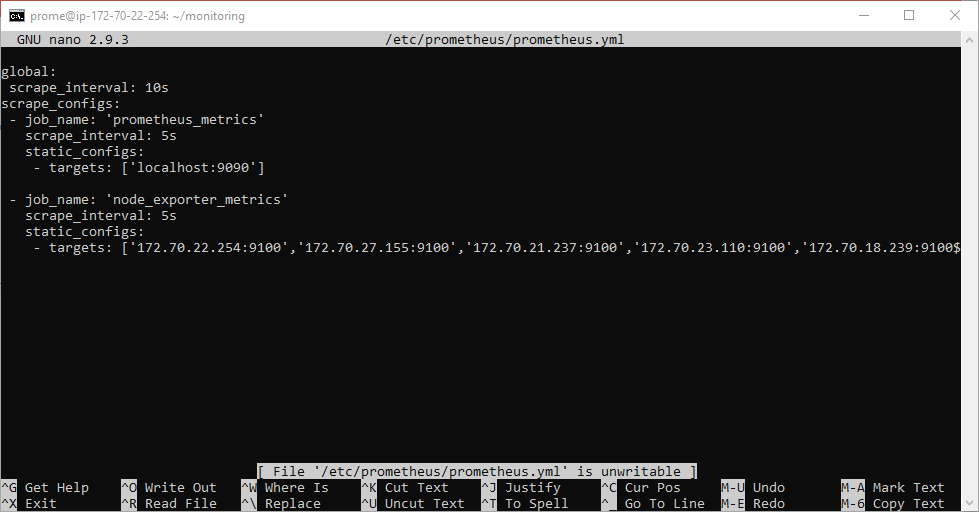 prome@ip-172-70-22-254: ~/monitoring
GNU nano 2.9.3 /etc/prometheus/prometheus.yml
global:
 scrape_interval: 10s
scrape_configs:
 - job_name: 'prometheus_metrics'
   scrape_interval: 5s
   static_configs:
    - targets: ['localhost:9090']
 - job_name: 'node_exporter_metrics'
   scrape_interval: 5s
   static_configs:
    - targets: ['172.70.22.254:9100','172.70.27.155:9100','172.70.21.237:9100','172.70.23.110:9100','172.70.18.239:9100$
[ File '/etc/prometheus/prometheus.yml' is unwritable ]
^G Get Help ^O Write Out ^W Where Is ^K Cut Text ^J Justify ^C Cur Pos M-U Undo M-A Mark Text
^X Exit ^R Read File ^\ Replace ^U Uncut Text ^T To Spell ^_ Go To Line M-E Redo M-6 Copy Text